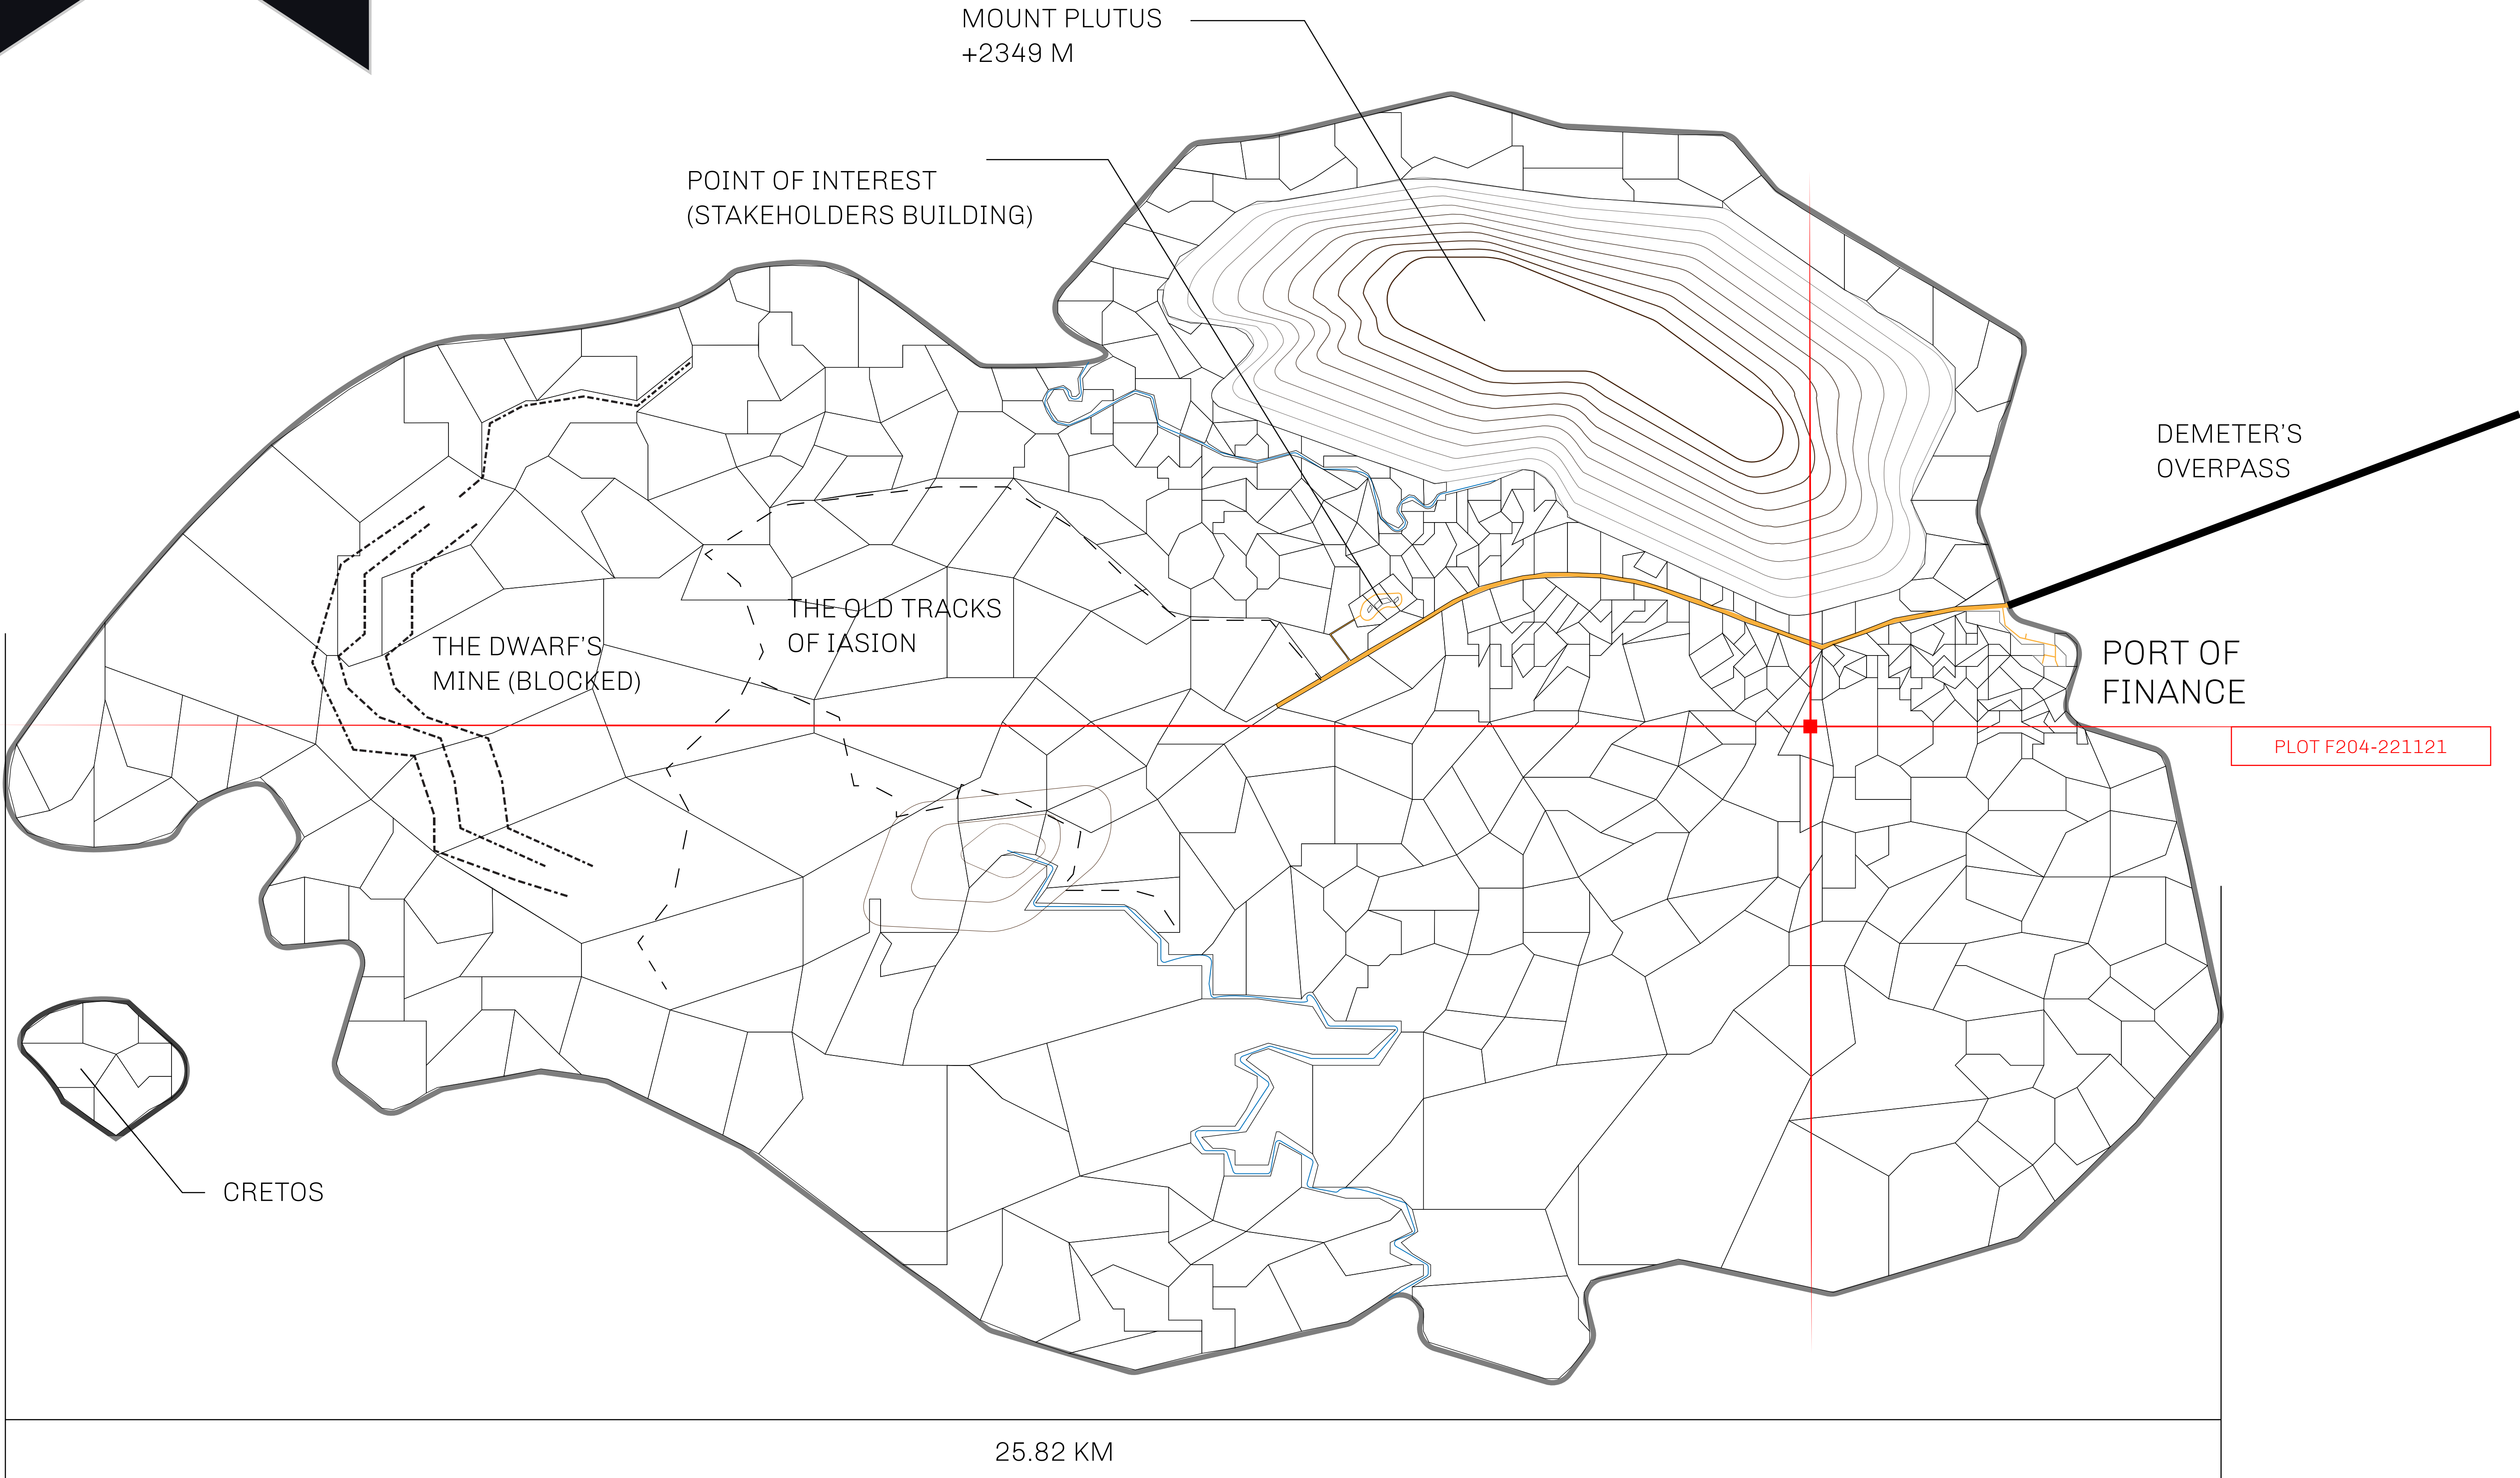 MOUNT PLUTUS
+2349 M
POINT OF INTEREST
(STAKEHOLDERS BUILDING)
DEMETER'S
OVERPASS
THE OLD TRACKS
OF IASION
THE DWARF'S
MINE (BLOCKED)
PORT OF
FINANCE
PLOT F204-221121
CRETOS
25.82 KM